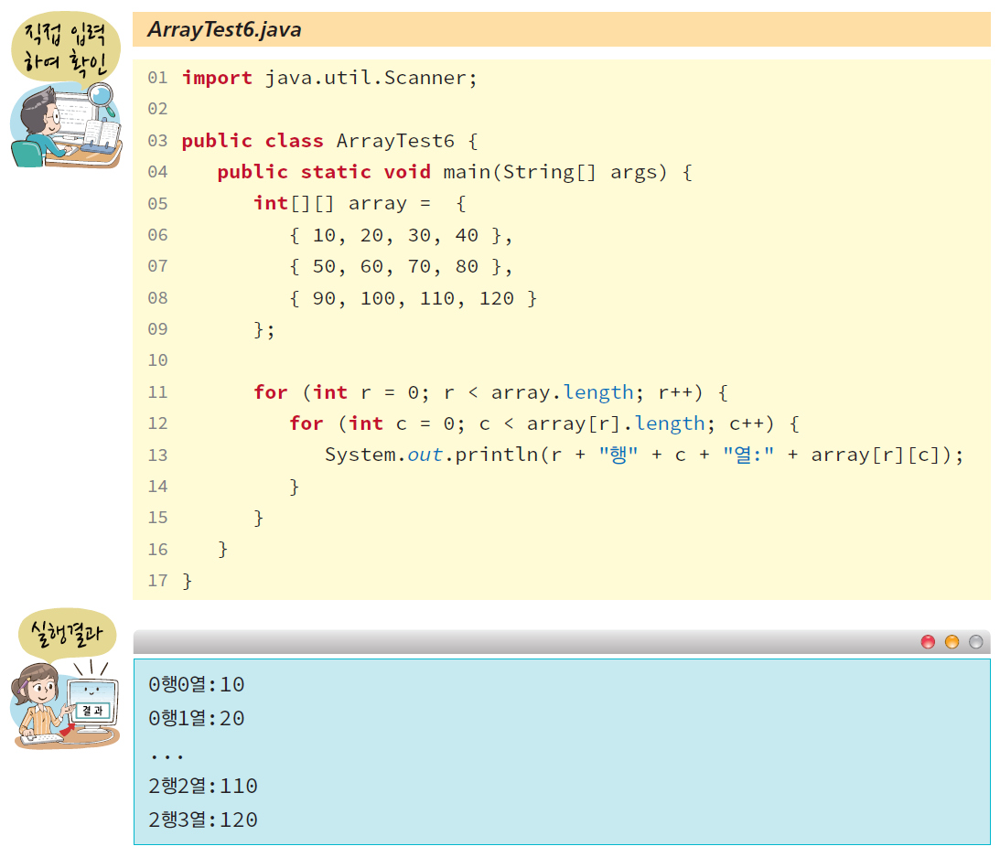 직접 입력
하여 확인
ArrayTest6.java
01 import java.util.Scanner;
02
03 public class ArrayTest6 {
04    public static void main(String[] args) {
05       int[][] array =  {
06          { 10, 20, 30, 40 },
07          { 50, 60, 70, 80 },
08          { 90, 100, 110, 120 }
09       };
10
11       for (int r = 0; r < array.length; r++) {
12          for (int c = 0; c < array[r].length; c++) {
13             System.out.println(r + "행" + c + "열:" + array[r][c]);
14          }
15       }
16    }
17 }
실행결과
결과
0행0열:10
0행1열:20
...
2행2열:110
2행3열:120